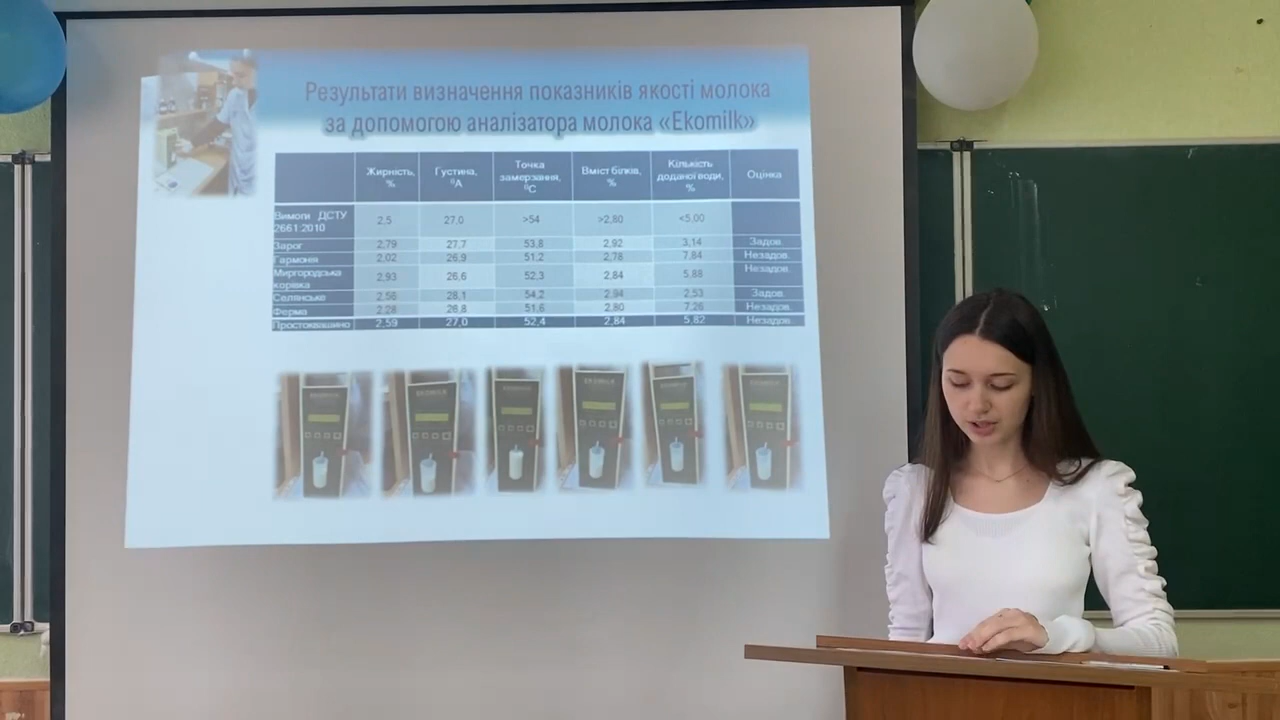 Результати визначення показників якості молока
за допомогою аналізатора молока «Ekomilk»
Жирність, % Густина, ⁰А Точка замерзання, ⁰С Вміст білків, % Кількість доданої води, % Оцінка
Вимоги ДСТУ 2661:2010 2,5 27,0 >54 >2,80 <5,00
Зарог 2,79 27,7 53,8 2,92 3,14 Задов.
Гармонія 2,02 26,9 51,2 2,78 7,84 Незадов.
Миргородська корівка 2,93 26,6 52,3 2,84 5,88 Незадов.
Селянське 2,56 28,1 54,2 2,94 2,53 Задов.
Ферма 2,28 26,8 51,6 2,80 7,26 Незадов.
Простоквашино 2,59 27,0 52,4 2,84 5,82 Незадов.